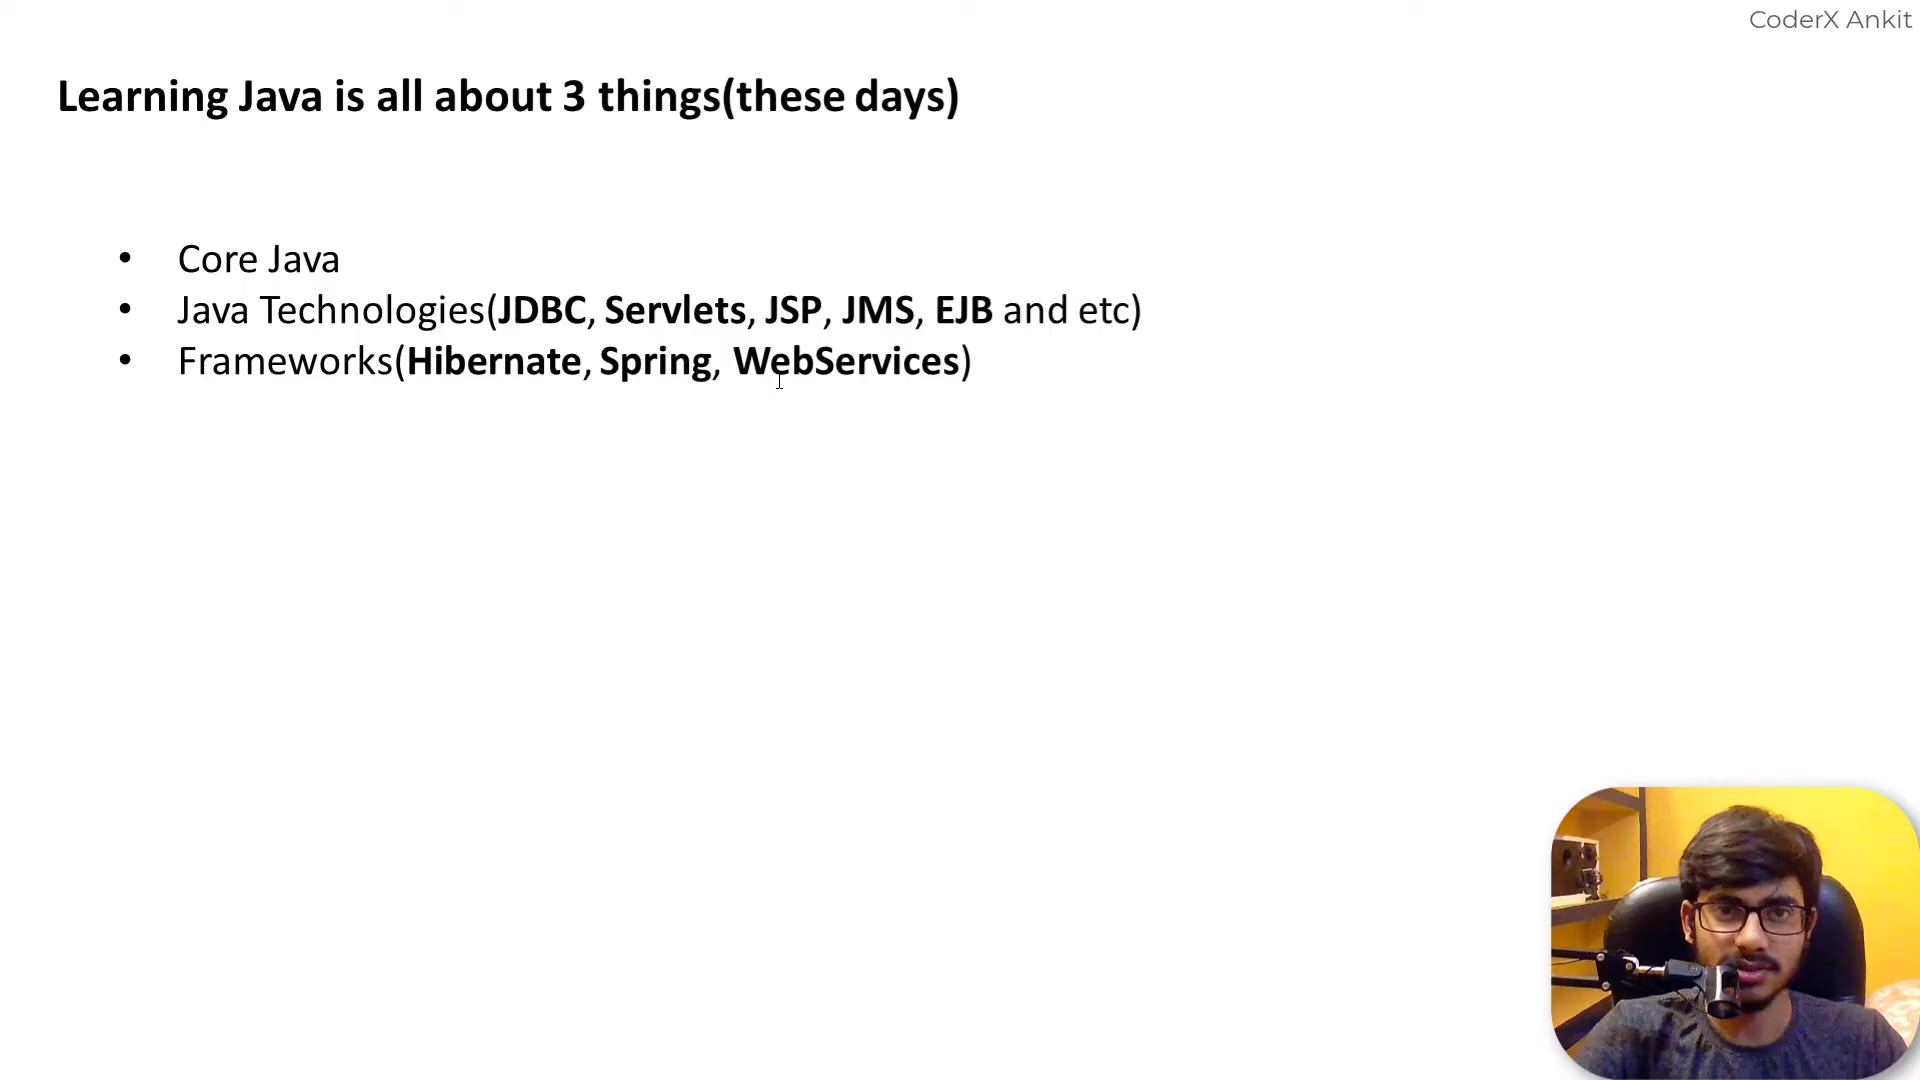 CoderX Ankit
Learning Java is all about 3 things(these days)
• Core Java
• Java Technologies(JDBC, Servlets, JSP, JMS, EJB and etc)
• Frameworks(Hibernate, Spring, WebServices)